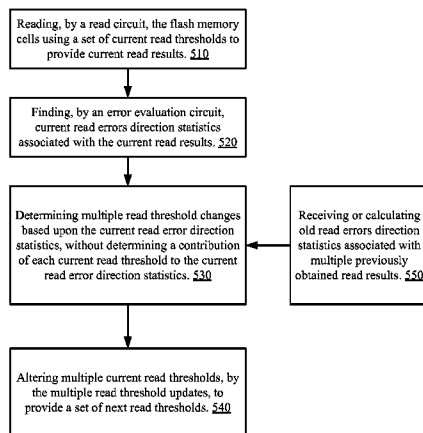 Reading, by a read circuit, the flash memory
cells using a set of current read thresholds to
provide current read results. 510
Finding, by an error evaluation circuit,
current read errors direction statistics
associated with the current read results. 520
Determining multiple read threshold changes
based upon the current read error direction
statistics, without determining a contribution
of each current read threshold to the current
read error direction statistics. 530
Receiving or calculating
old read errors direction
statistics associated with
multiple previously
obtained read results. 550
Altering multiple current read thresholds, by
the multiple read threshold updates, to
provide a set of next read thresholds. 540